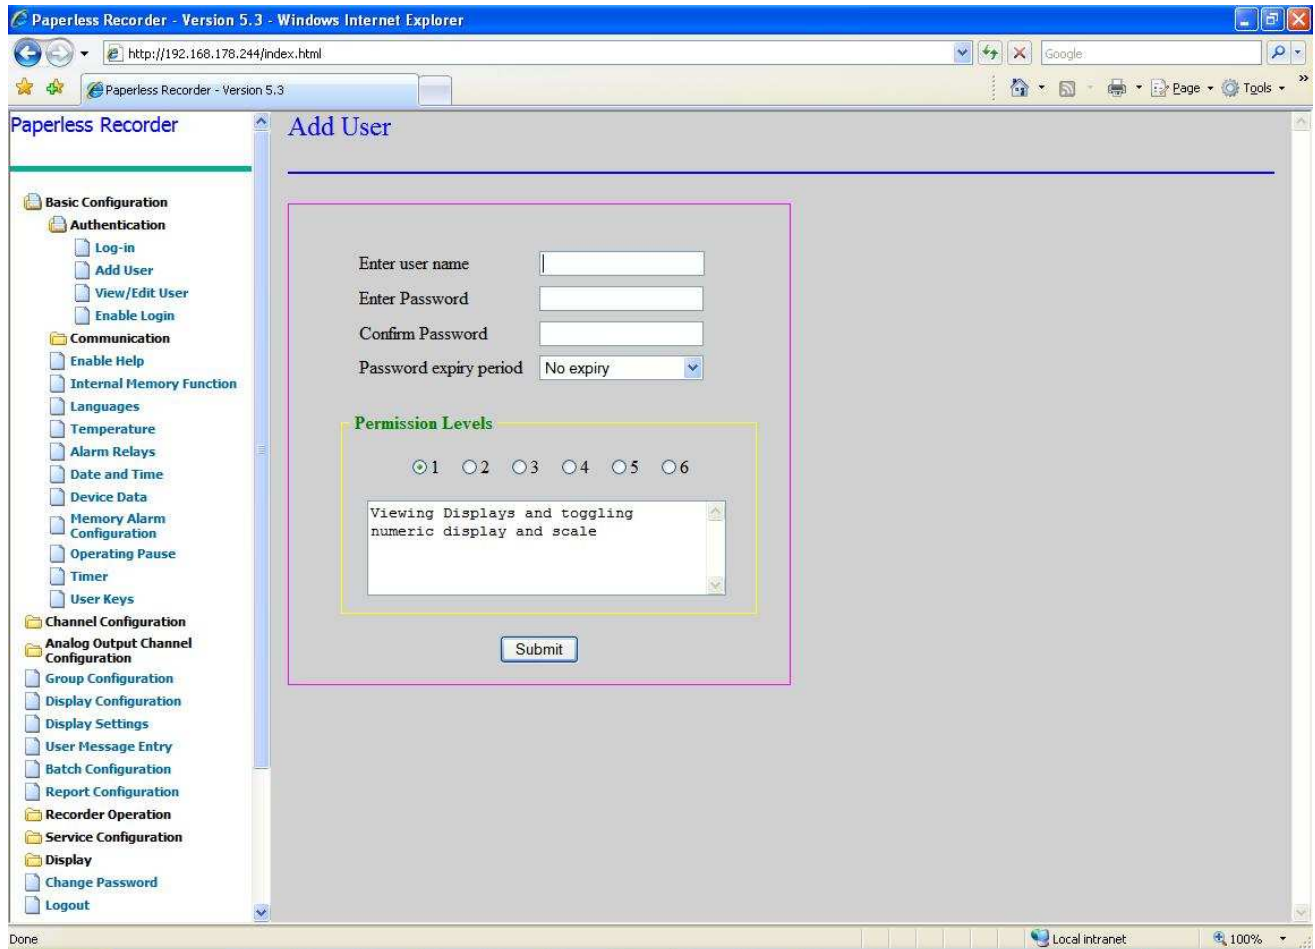 Paperless Recorder - Version 5.3 - Windows Internet Explorer
http://192.168.178.244/index.html
Google
Paperless Recorder - Version 5.3
Page
Tools
»
Paperless Recorder
Basic Configuration
Authentication
Log-in
Add User
View/Edit User
Enable Login
Communication
Enable Help
Internal Memory Function
Languages
Temperature
Alarm Relays
Date and Time
Device Data
Memory Alarm
Configuration
Operating Pause
Timer
User Keys
Channel Configuration
Analog Output Channel
Configuration
Group Configuration
Display Configuration
Display Settings
User Message Entry
Batch Configuration
Report Configuration
Recorder Operation
Service Configuration
Display
Change Password
Logout
Add User
Enter user name
Enter Password
Confirm Password
Password expiry period No expiry
Permission Levels
1 2 3 4 5 6
Viewing Displays and toggling
numeric display and scale
Submit
Done
Local intranet
100%